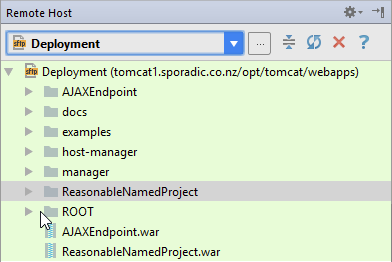 Remote Host
sftp Deployment ...
sftp Deployment (tomcat1.sporadic.co.nz/opt/tomcat/webapps)
AJAXEndpoint
docs
examples
host-manager
manager
ReasonableNamedProject
ROOT
AJAXEndpoint.war
ReasonableNamedProject.war